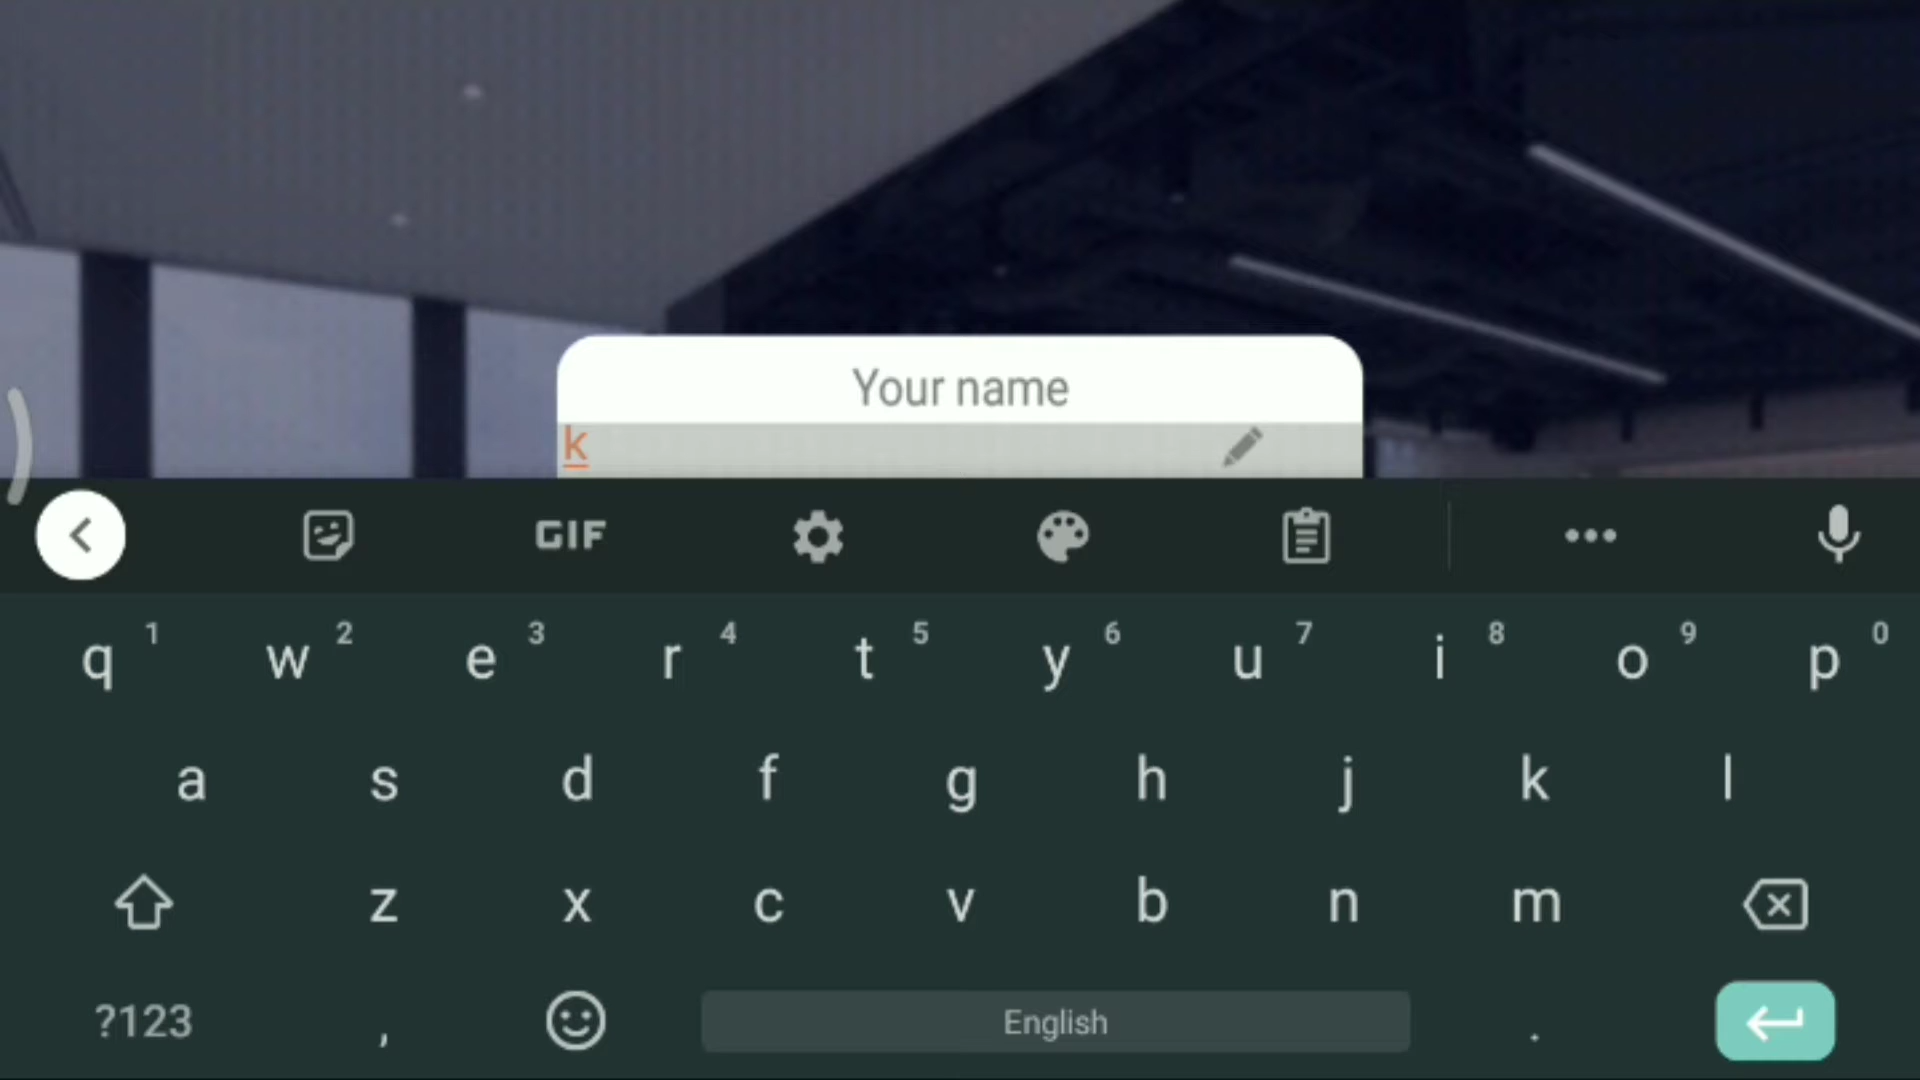 Your name
k
GIF
q 1 w 2 e 3 r 4 t 5 y 6 u 7 i 8 o 9 p 0
a s d f g h j k l
z x c v b n m
?123 , English .